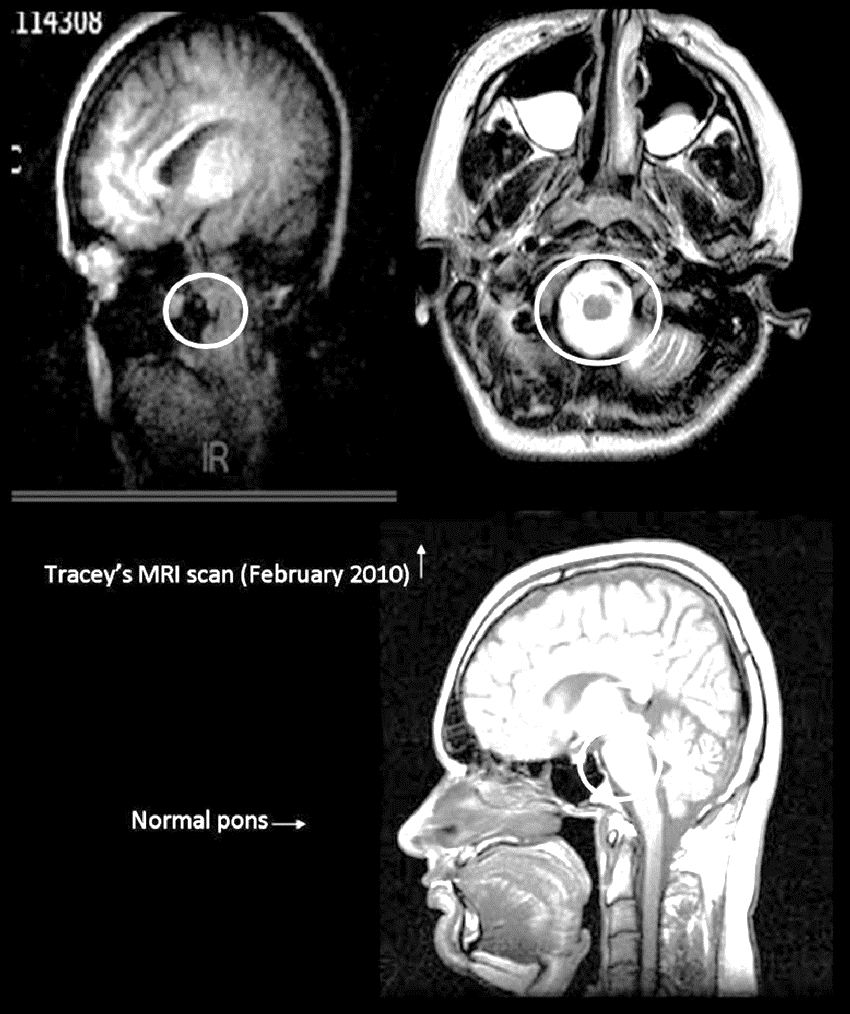 114308
IR
Tracey’s MRI scan (February 2010)
Normal pons